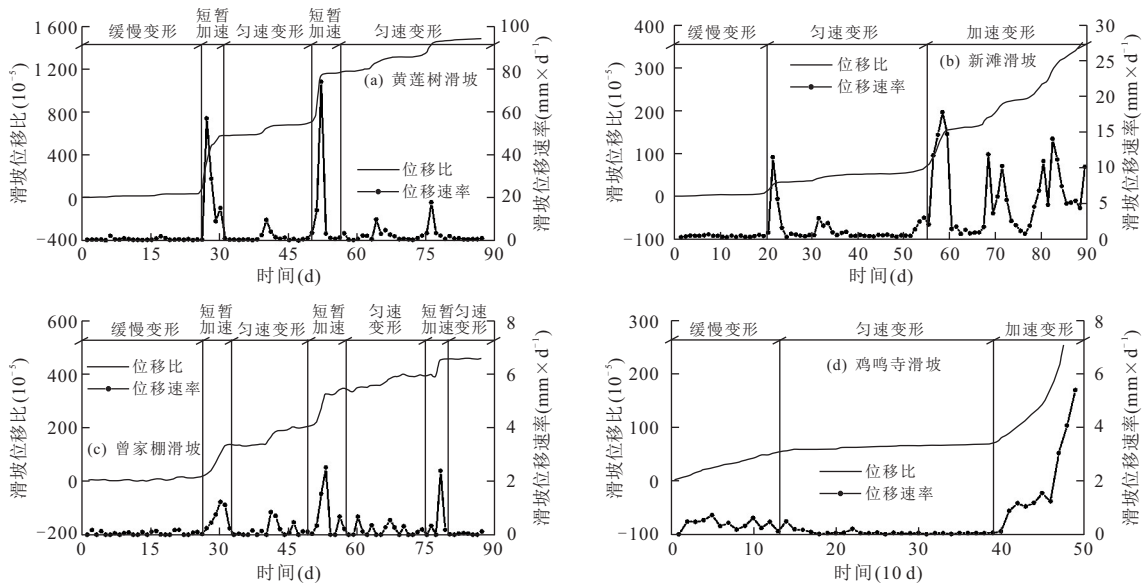 短暂 短暂
缓慢变形 加速 匀速变形 加速 匀速变形
1 600
1 200
800
400
0
−400
100
80
60
40
20
0
滑坡位移比(10⁻⁵)
滑坡位移速率(mm×d⁻¹)
(a) 黄莲树滑坡
位移比
位移速率
0 15 30 45 60 75 90
时间(d)
缓慢变形 匀速变形 加速变形
400
300
200
100
0
−100
30
25
20
15
10
5
0
滑坡位移比(10⁻⁵)
滑坡位移速率(mm×d⁻¹)
(b) 新滩滑坡
位移比
位移速率
0 10 20 30 40 50 60 70 80 90
时间(d)
短暂 短暂 匀速 短暂 匀速
缓慢变形 加速 匀速变形 加速 变形 加速 变形
600
400
200
0
−200
8
6
4
2
0
滑坡位移比(10⁻⁵)
滑坡位移速率(mm×d⁻¹)
位移比
位移速率
(c) 曾家棚滑坡
0 15 30 45 60 75 90
时间(d)
缓慢变形 匀速变形 加速变形
300
200
100
0
−100
8
6
4
2
0
滑坡位移比(10⁻⁵)
滑坡位移速率(mm×d⁻¹)
(d) 鸡鸣寺滑坡
位移比
位移速率
0 10 20 30 40 50
时间(10 d)